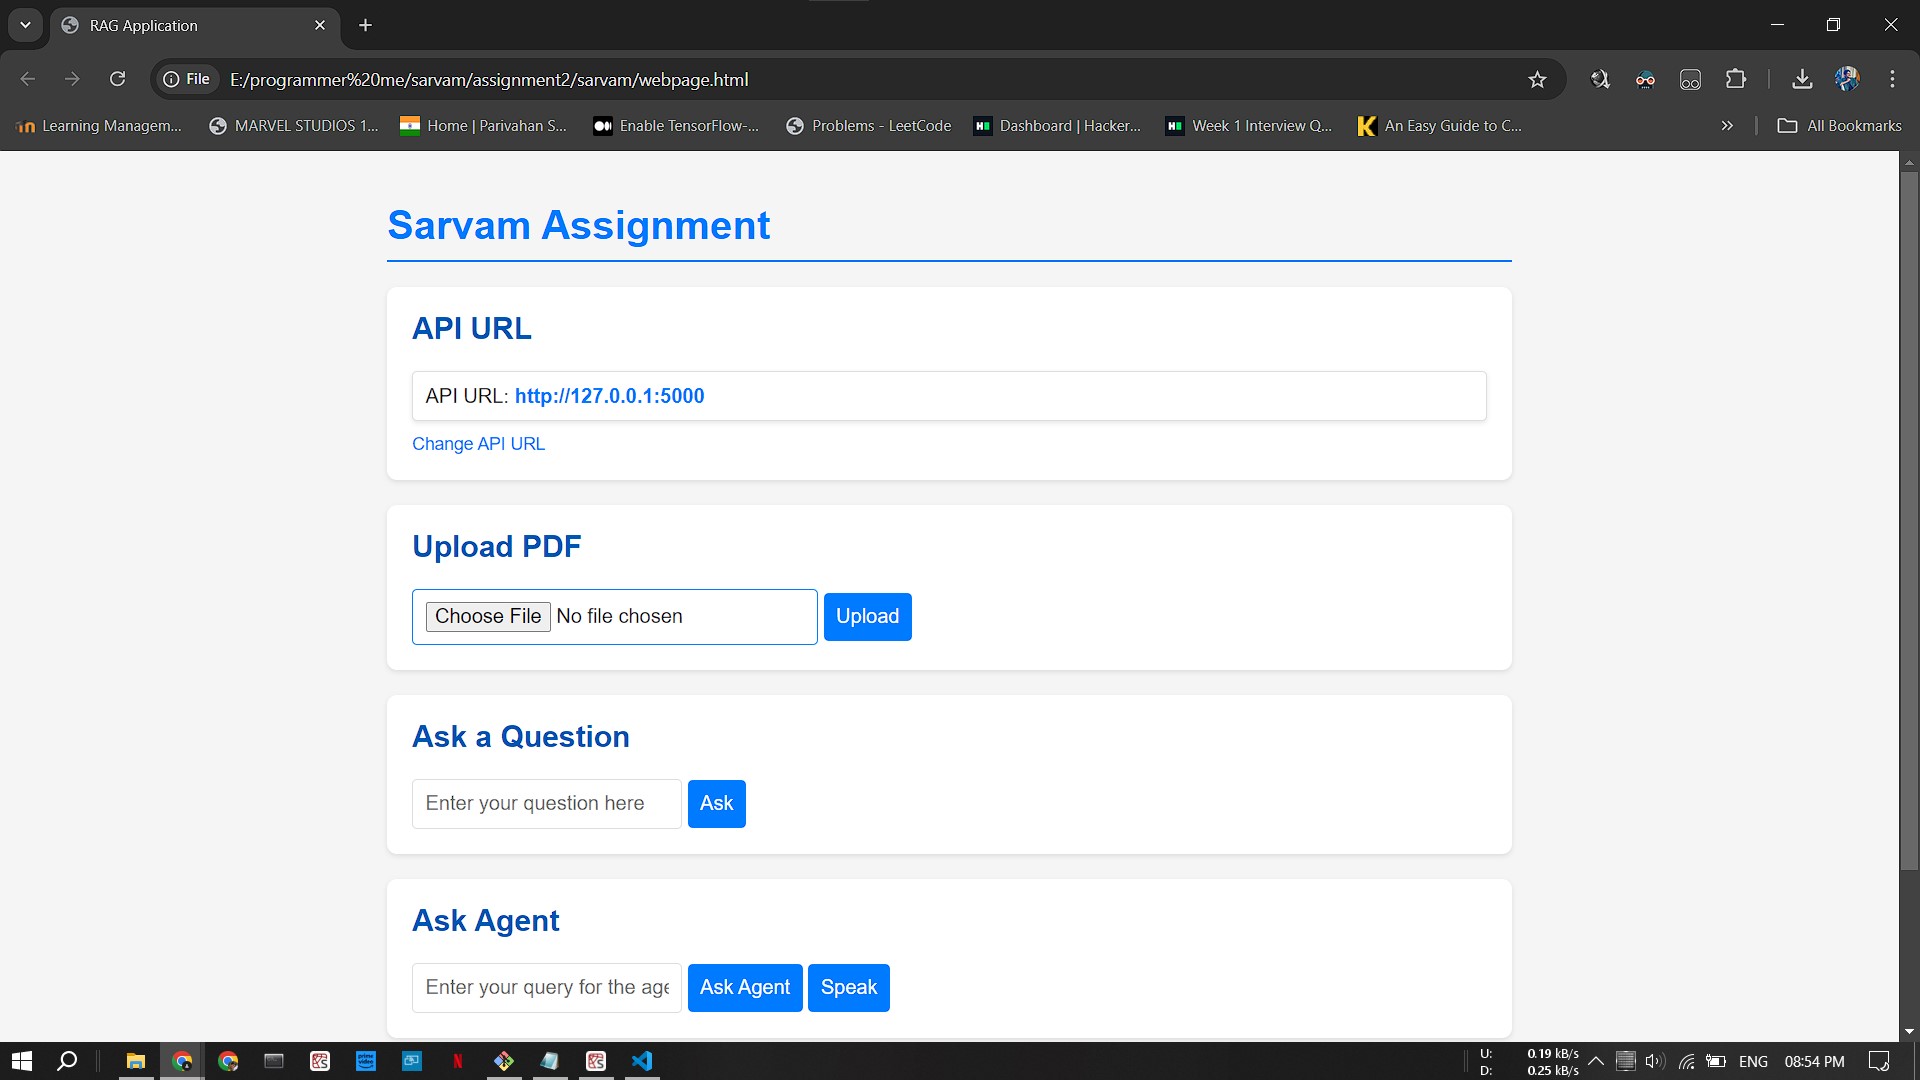 RAG Application
File
E:/programmer%20me/sarvam/assignment2/sarvam/webpage.html
Learning Managem...
MARVEL STUDIOS 1...
Home | Parivahan S...
Enable TensorFlow-...
Problems - LeetCode
Dashboard | Hacker...
Week 1 Interview Q...
An Easy Guide to C...
All Bookmarks
Sarvam Assignment
API URL
API URL: http://127.0.0.1:5000
Change API URL
Upload PDF
Choose File No file chosen
Upload
Ask a Question
Enter your question here
Ask
Ask Agent
Enter your query for the age
Ask Agent
Speak
U: 0.19 kB/s
D: 0.25 kB/s
ENG
08:54 PM